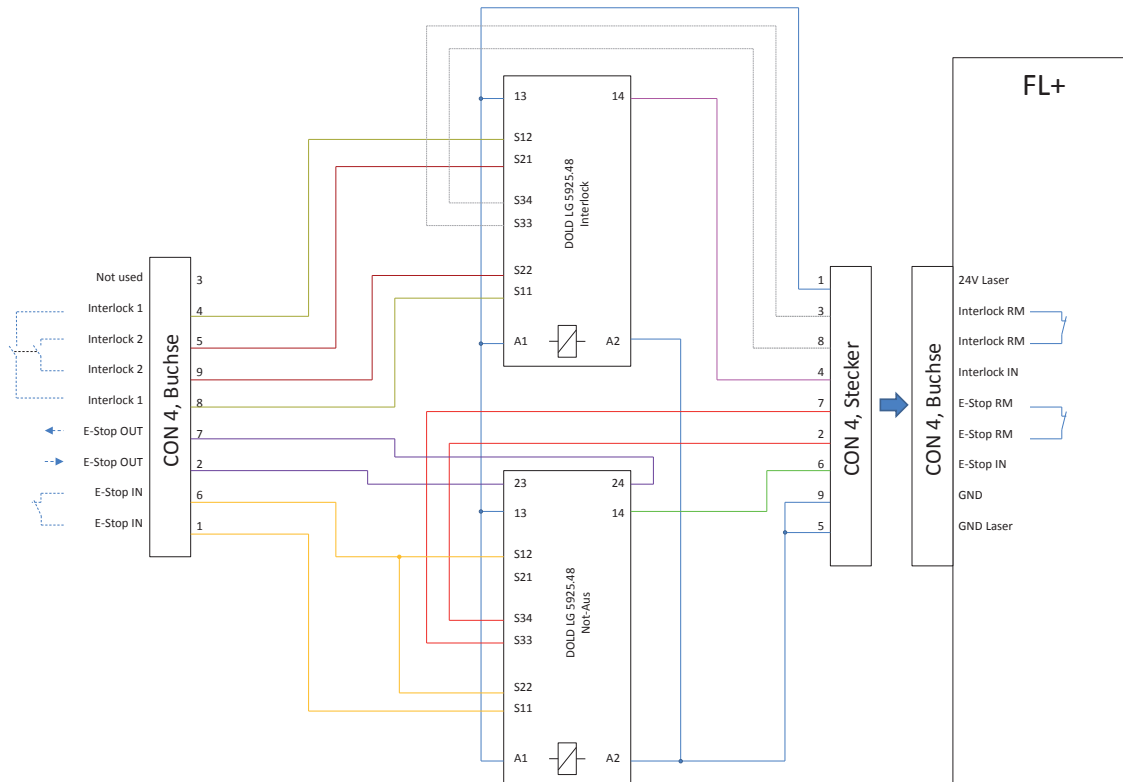 FL+
13
14
S12
S21
S34
S33
S22
S11
A1
A2
DOLD LG 5925.48
Interlock
Not used
Interlock 1
Interlock 2
Interlock 2
Interlock 1
E-Stop OUT
E-Stop OUT
E-Stop IN
E-Stop IN
CON 4, Buchse
3
4
5
9
8
7
2
6
1
23
24
13
14
S12
S21
S34
S33
S22
S11
A1
A2
DOLD LG 5925.48
Not-Aus
1
3
8
4
7
2
6
9
5
CON 4, Stecker
CON 4, Buchse
24V Laser
Interlock RM
Interlock RM
Interlock IN
E-Stop RM
E-Stop RM
E-Stop IN
GND
GND Laser